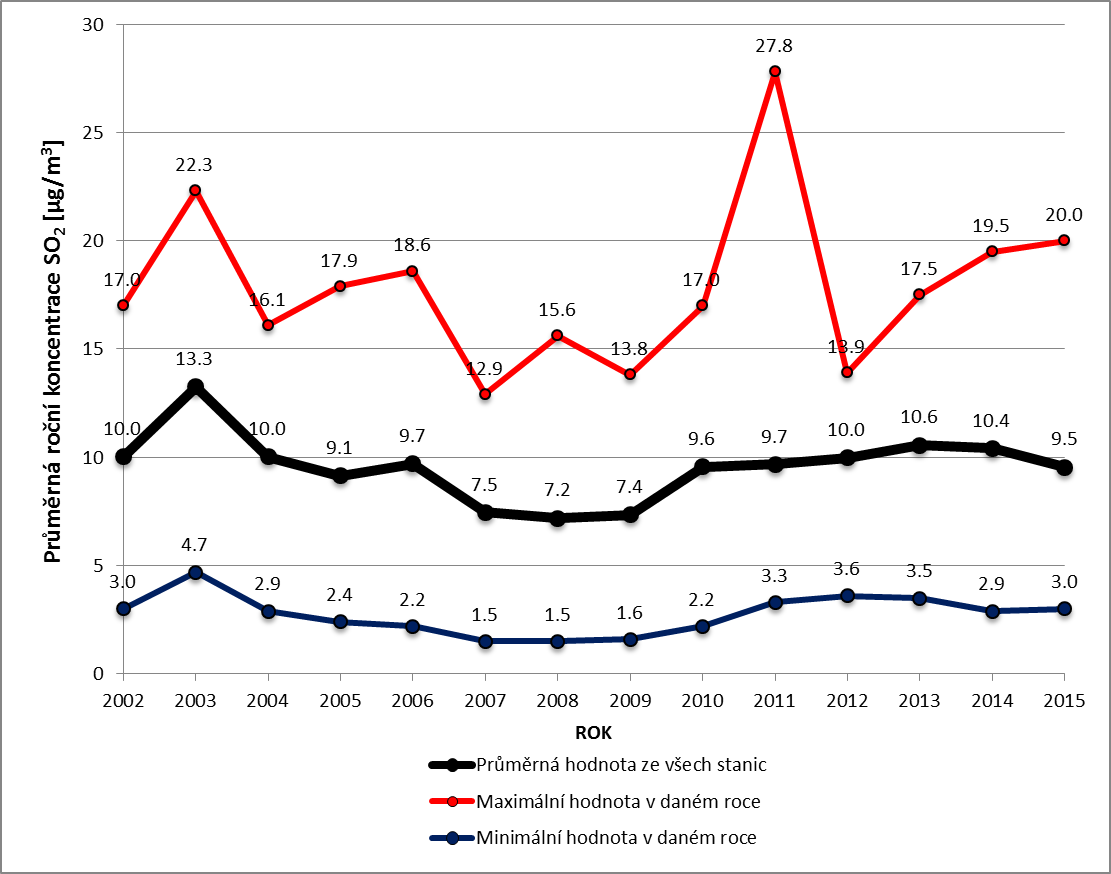 30
27.8
25
22.3
20
17.0 16.1 17.9 18.6 15.6 13.8 17.0 13.9 17.5 19.5 20.0
12.9
15
13.3
10.0 10.0 9.1 9.7 7.5 7.2 7.4 9.6 9.7 10.0 10.6 10.4 9.5
10
5
3.0 4.7 2.9 2.4 2.2 1.5 1.5 1.6 2.2 3.3 3.6 3.5 2.9 3.0
0
Průměrná roční koncentrace SO₂ [µg/m³]
2002 2003 2004 2005 2006 2007 2008 2009 2010 2011 2012 2013 2014 2015
ROK
Průměrná hodnota ze všech stanic
Maximální hodnota v daném roce
Minimální hodnota v daném roce